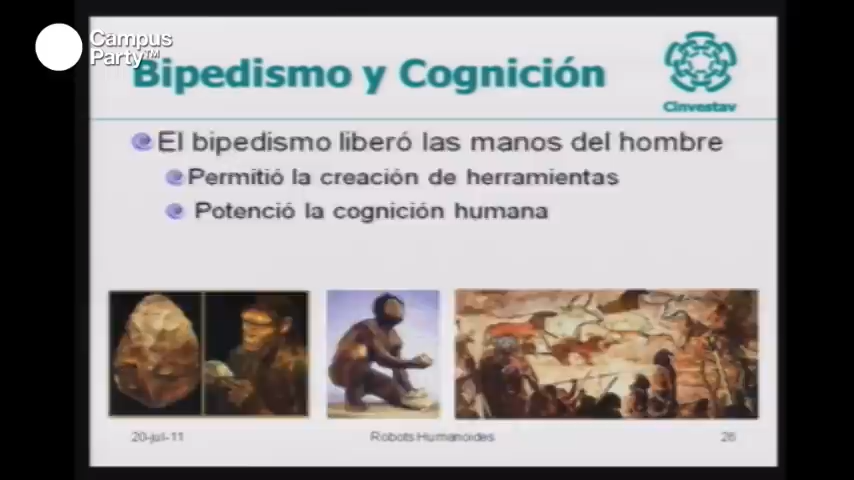 Campus
Party™
Bipedismo y Cognición
Cinvestav
El bipedismo liberó las manos del hombre
Permitió la creación de herramientas
Potenció la cognición humana
20-jul-11
Robots Humanoides
26